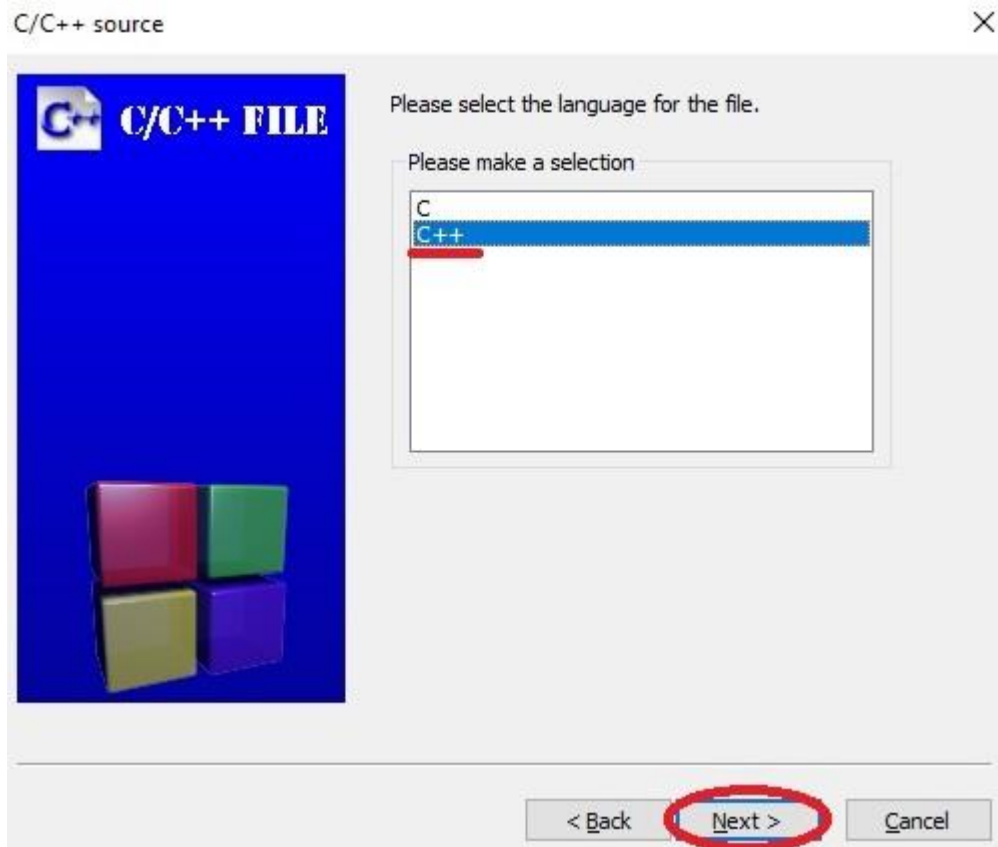 C/C++ source
C++ C/C++ FILE
Please select the language for the file.
Please make a selection
C
C++
< Back Next > Cancel